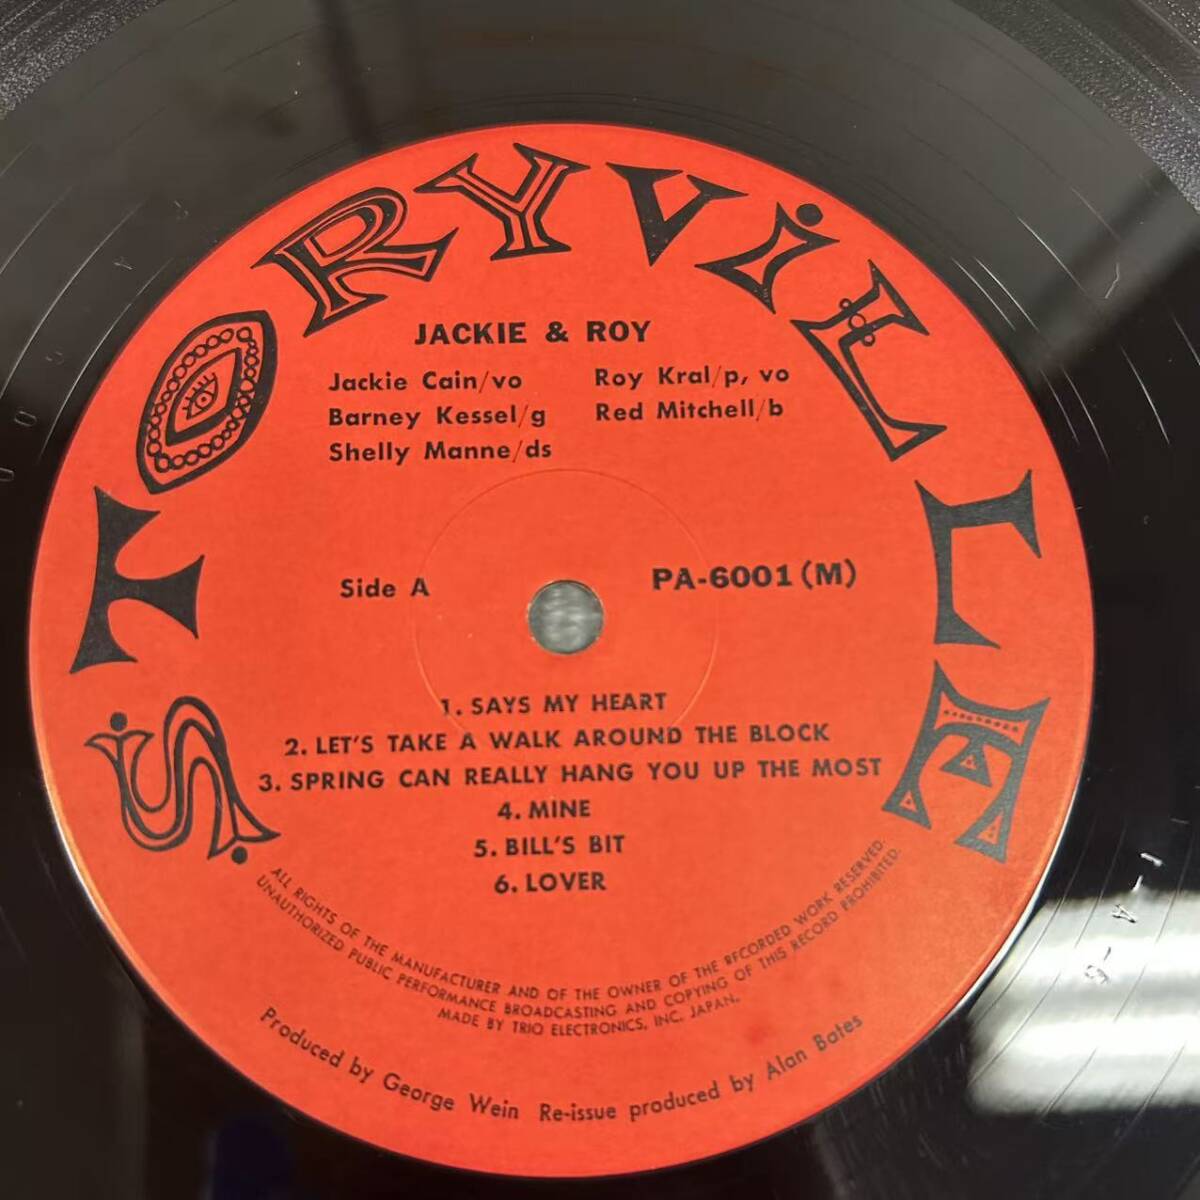 STORYVILLE
JACKIE & ROY
Jackie Cain/vo Roy Kral/p, vo
Barney Kessel/g Red Mitchell/b
Shelly Manne/ds
Side A PA-6001 (M)
1. SAYS MY HEART
2. LET'S TAKE A WALK AROUND THE BLOCK
3. SPRING CAN REALLY HANG YOU UP THE MOST
4. MINE
5. BILL'S BIT
6. LOVER
ALL RIGHTS OF THE MANUFACTURER AND OF THE OWNER OF THE RECORDED WORK RESERVED.
UNAUTHORIZED PUBLIC PERFORMANCE BROADCASTING AND COPYING OF THIS RECORD PROHIBITED.
MADE BY TRIO ELECTRONICS, INC. JAPAN.
Produced by George Wein Re-issue produced by Alan Bates